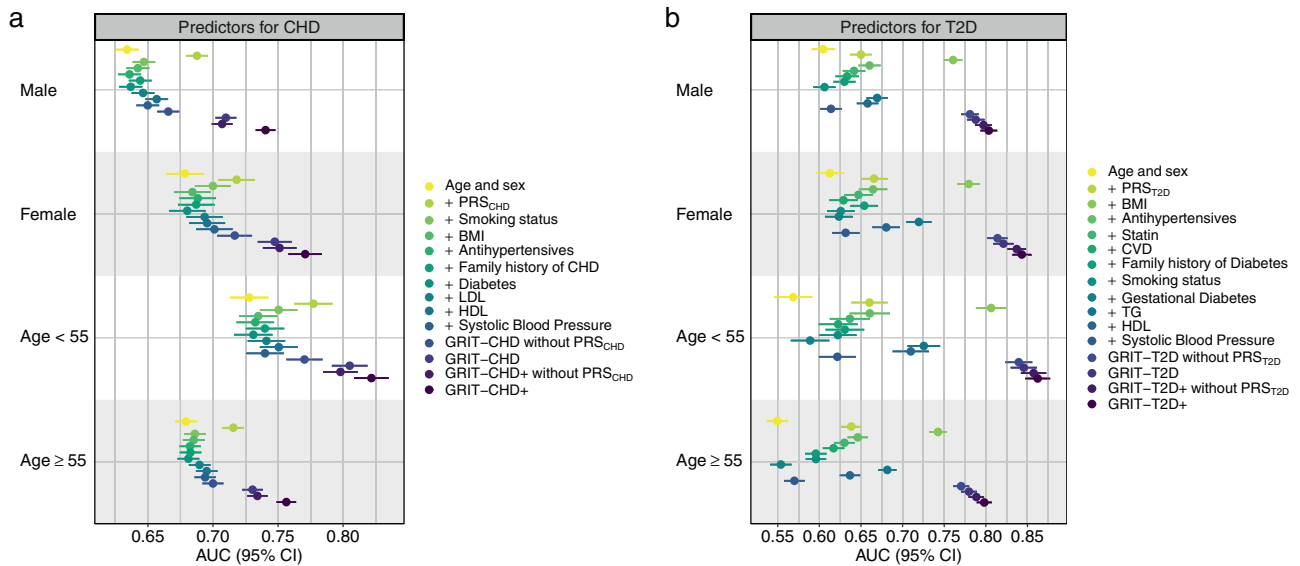 a
Predictors for CHD
Male
Female
Age < 55
Age ≥ 55
0.65 0.70 0.75 0.80
AUC (95% CI)
Age and sex
+ PRSCHD
+ Smoking status
+ BMI
+ Antihypertensives
+ Family history of CHD
+ Diabetes
+ LDL
+ HDL
+ Systolic Blood Pressure
GRIT−CHD without PRSCHD
GRIT−CHD
GRIT−CHD+ without PRSCHD
GRIT−CHD+
b
Predictors for T2D
Male
Female
Age < 55
Age ≥ 55
0.55 0.60 0.65 0.70 0.75 0.80 0.85
AUC (95% CI)
Age and sex
+ PRST2D
+ BMI
+ Antihypertensives
+ Statin
+ CVD
+ Family history of Diabetes
+ Smoking status
+ Gestational Diabetes
+ TG
+ HDL
+ Systolic Blood Pressure
GRIT−T2D without PRST2D
GRIT−T2D
GRIT−T2D+ without PRST2D
GRIT−T2D+